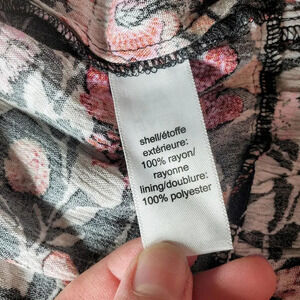 shell/étoffe
extérieure:
100% rayon/
rayonne
lining/doublure:
100% polyester